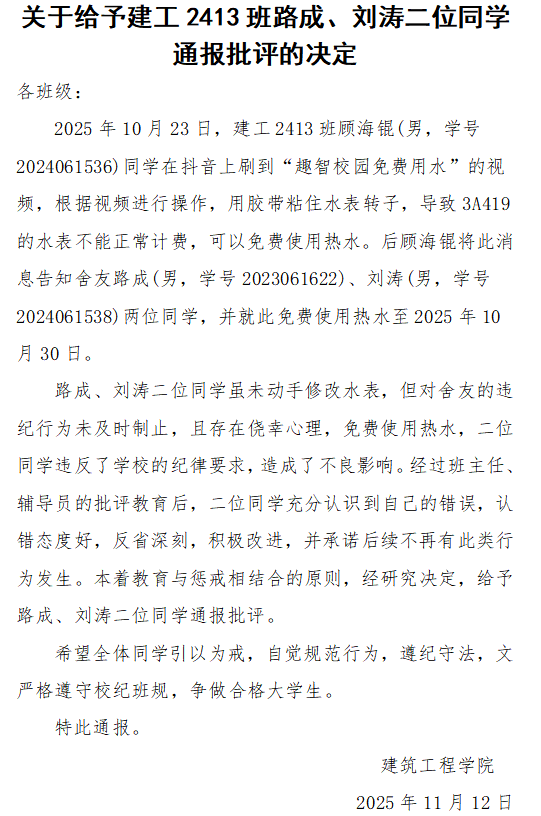 关于给予建工 2413 班路成、刘涛二位同学
通报批评的决定
各班级：
2025 年 10 月 23 日，建工 2413 班顾海锟(男，学号
2024061536)同学在抖音上刷到“趣智校园免费用水”的视
频，根据视频进行操作，用胶带粘住水表转子，导致 3A419
的水表不能正常计费，可以免费使用热水。后顾海锟将此消
息告知舍友路成(男，学号 2023061622)、刘涛(男，学号
2024061538)两位同学，并就此免费使用热水至 2025 年 10
月 30 日。
路成、刘涛二位同学虽未动手修改水表，但对舍友的违
纪行为未及时制止，且存在侥幸心理，免费使用热水，二位
同学违反了学校的纪律要求，造成了不良影响。经过班主任、
辅导员的批评教育后，二位同学充分认识到自己的错误，认
错态度好，反省深刻，积极改进，并承诺后续不再有此类行
为发生。本着教育与惩戒相结合的原则，经研究决定，给予
路成、刘涛二位同学通报批评。
希望全体同学引以为戒，自觉规范行为，遵纪守法，文
严格遵守校纪班规，争做合格大学生。
特此通报。
建筑工程学院
2025 年 11 月 12 日